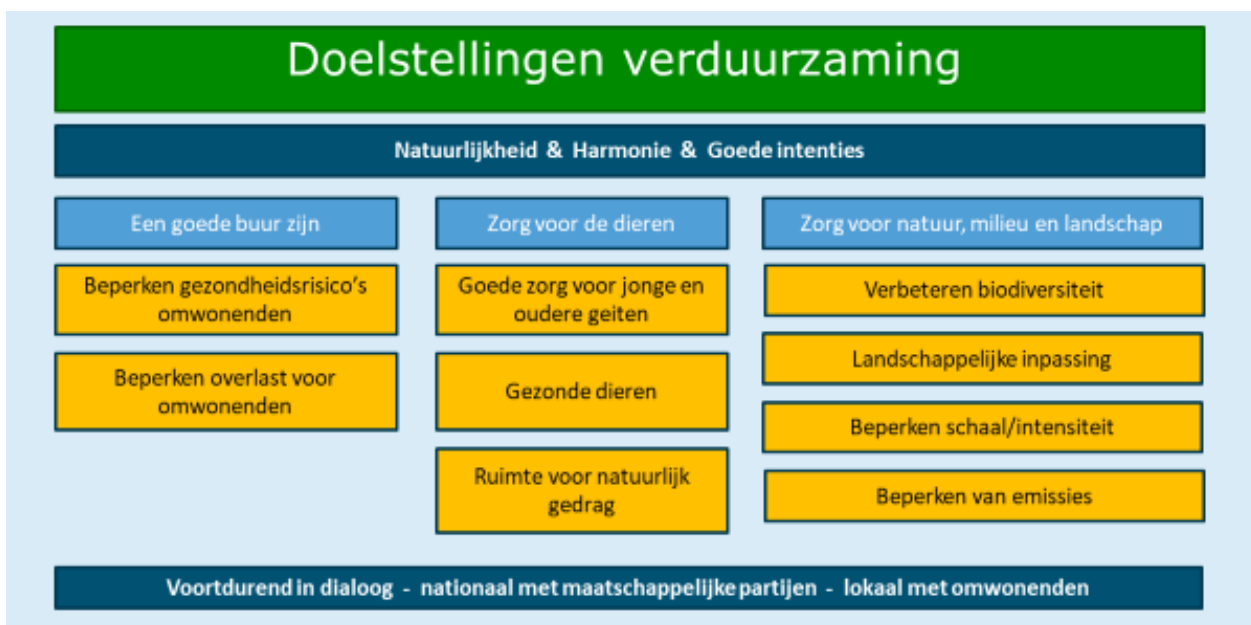 Doelstellingen verduurzaming
Natuurlijkheid & Harmonie & Goede intenties
Een goede buur zijn
Beperken gezondheidsrisico's
omwonenden
Beperken overlast voor
omwonenden
Zorg voor de dieren
Goede zorg voor jonge en
oudere geiten
Gezonde dieren
Ruimte voor natuurlijk
gedrag
Zorg voor natuur, milieu en landschap
Verbeteren biodiversiteit
Landschappelijke inpassing
Beperken schaal/intensiteit
Beperken van emissies
Voortdurend in dialoog - nationaal met maatschappelijke partijen - lokaal met omwonenden